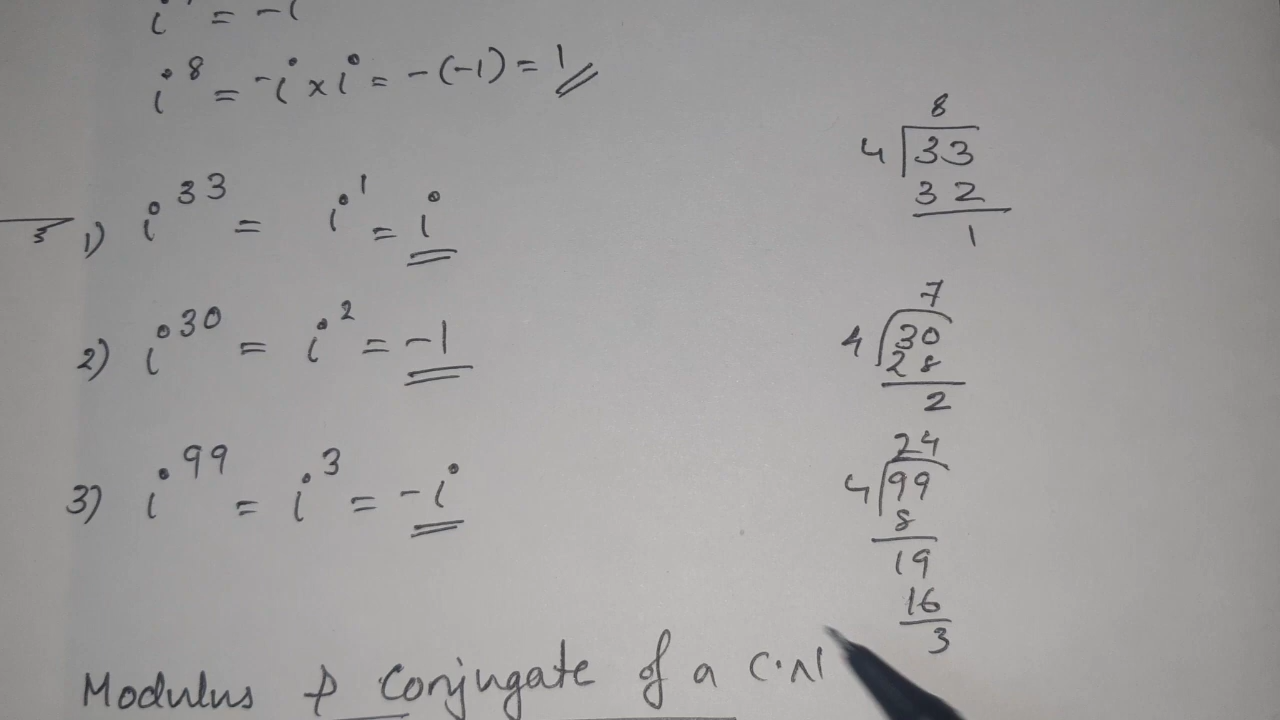 i = -i
i⁸ = -i × i = -(-1) = 1
1) i³³ = i¹ = i
2) i³⁰ = i² = -1
3) i⁹⁹ = i³ = -i
8
4 33
32
1
7
4 30
28
2
24
4 99
8
19
16
3
Modulus & Conjugate of a C.N